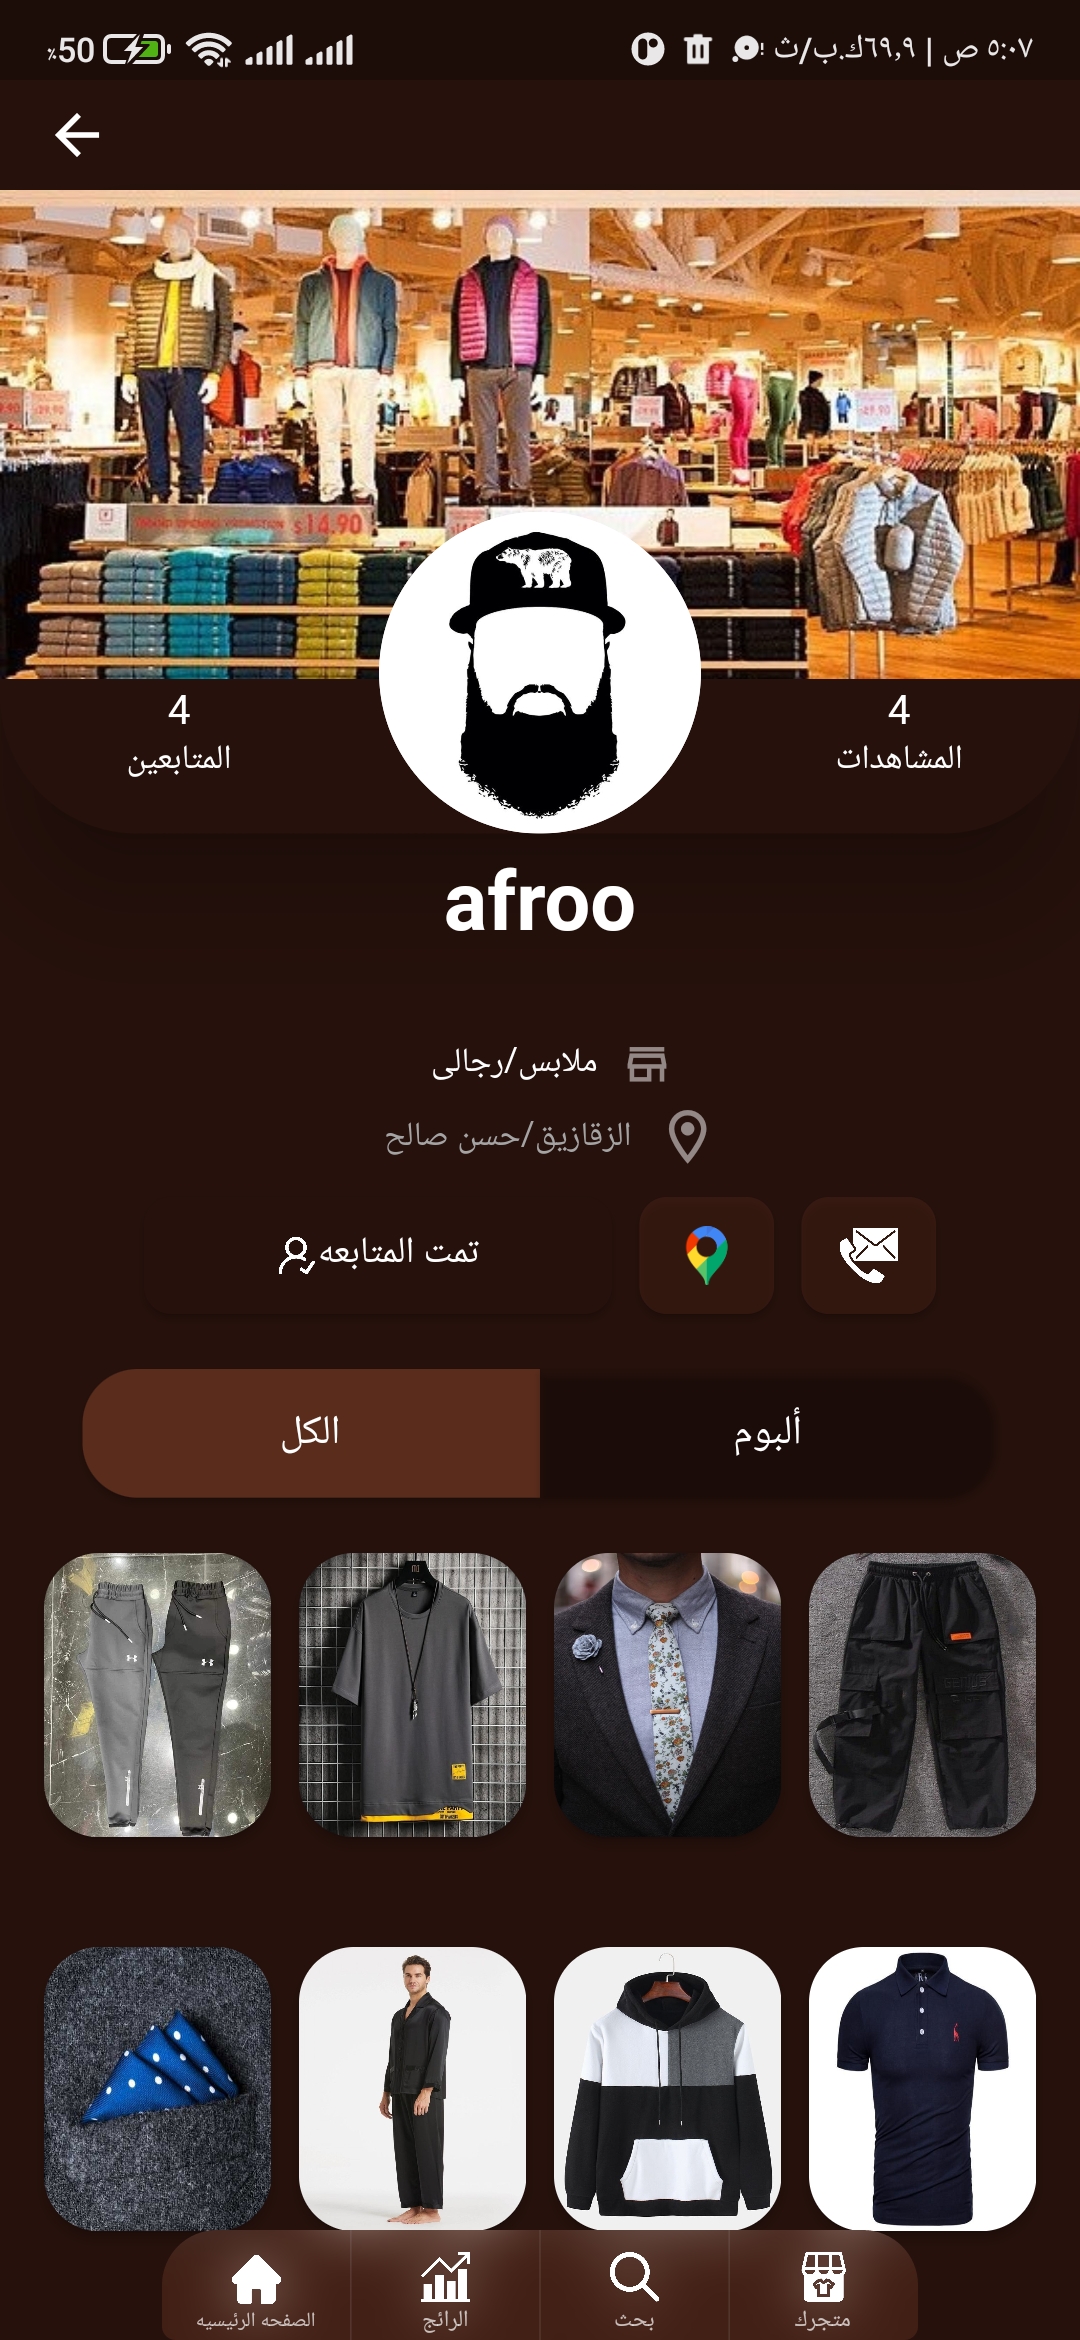 ٥:٠٧ ص | ٦٩,٩ك.ب/ث
٪50
$14.90
4
المشاهدات
4
المتابعين
afroo
ملابس/رجالى
الزقازيق/حسن صالح
تمت المتابعه
ألبوم
الكل
متجرك
بحث
الرائج
الصفحه الرئيسيه